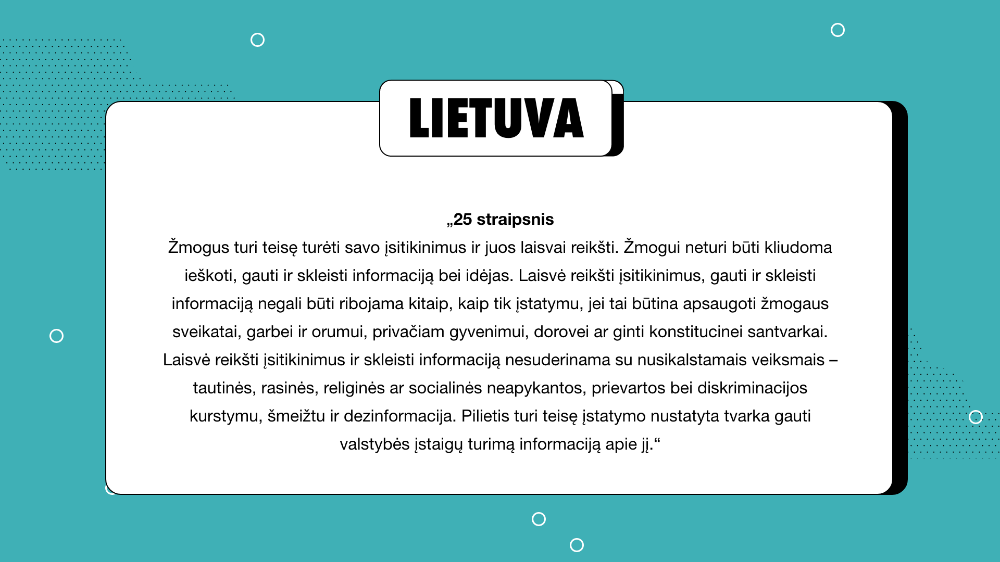 LIETUVA
„25 straipsnis
Žmogus turi teisę turėti savo įsitikinimus ir juos laisvai reikšti. Žmogui neturi būti kliudoma
ieškoti, gauti ir skleisti informaciją bei idėjas. Laisvė reikšti įsitikinimus, gauti ir skleisti
informaciją negali būti ribojama kitaip, kaip tik įstatymu, jei tai būtina apsaugoti žmogaus
sveikatai, garbei ir orumui, privačiam gyvenimui, dorovei ar ginti konstitucinei santvarkai.
Laisvė reikšti įsitikinimus ir skleisti informaciją nesuderinama su nusikalstamais veiksmais –
tautinės, rasinės, religinės ar socialinės neapykantos, prievartos bei diskriminacijos
kurstymu, šmeižtu ir dezinformacija. Pilietis turi teisę įstatymo nustatyta tvarka gauti
valstybės įstaigų turimą informaciją apie jį.“